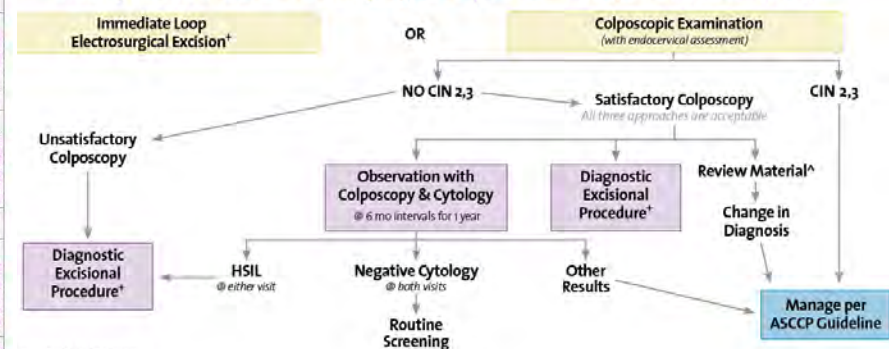 Immediate Loop
Electrosurgical Excision⁺
OR
Colposcopic Examination
(with endocervical assessment)
NO CIN 2,3
Satisfactory Colposcopy
All three approaches are acceptable
CIN 2,3
Unsatisfactory
Colposcopy
Observation with
Colposcopy & Cytology
@ 6 mo intervals for 1 year
Diagnostic
Excisional
Procedure⁺
Review Material^
Change in
Diagnosis
Diagnostic
Excisional
Procedure⁺
HSIL
@ either visit
Negative Cytology
@ both visits
Other
Results
Routine
Screening
Manage per
ASCCP Guideline